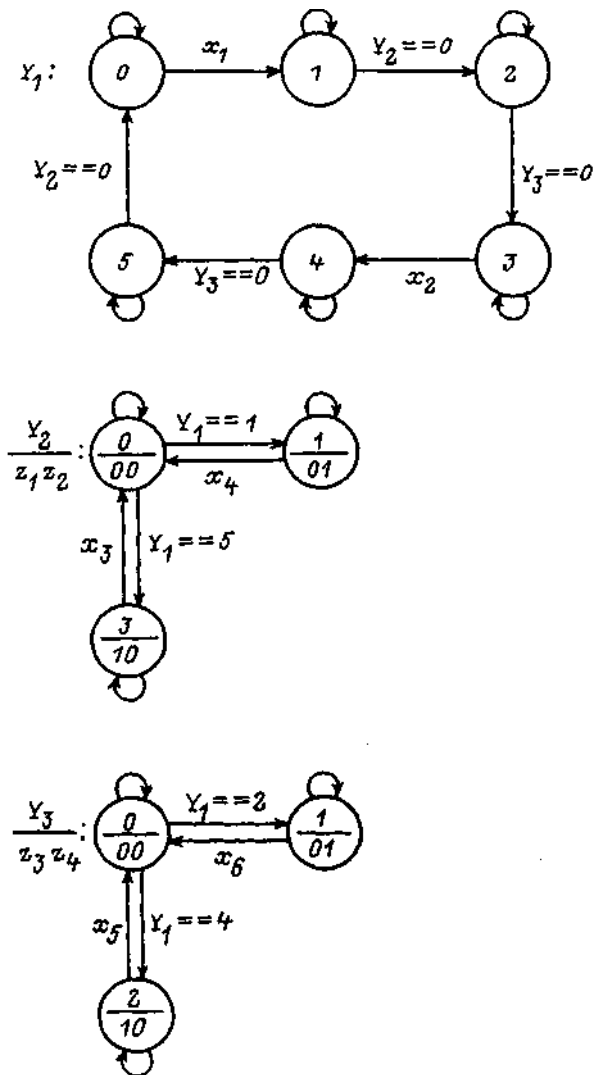 Y₁:
0
x₁
1
Y₂==0
2
Y₂==0
Y₃==0
5
Y₃==0
4
x₂
3
Y₂
z₁z₂
:
0
00
Y₁==1
x₄
1
01
x₃
Y₁==5
3
10
Y₃
z₃z₄
:
0
00
Y₁==2
x₆
1
01
x₅
Y₁==4
2
10